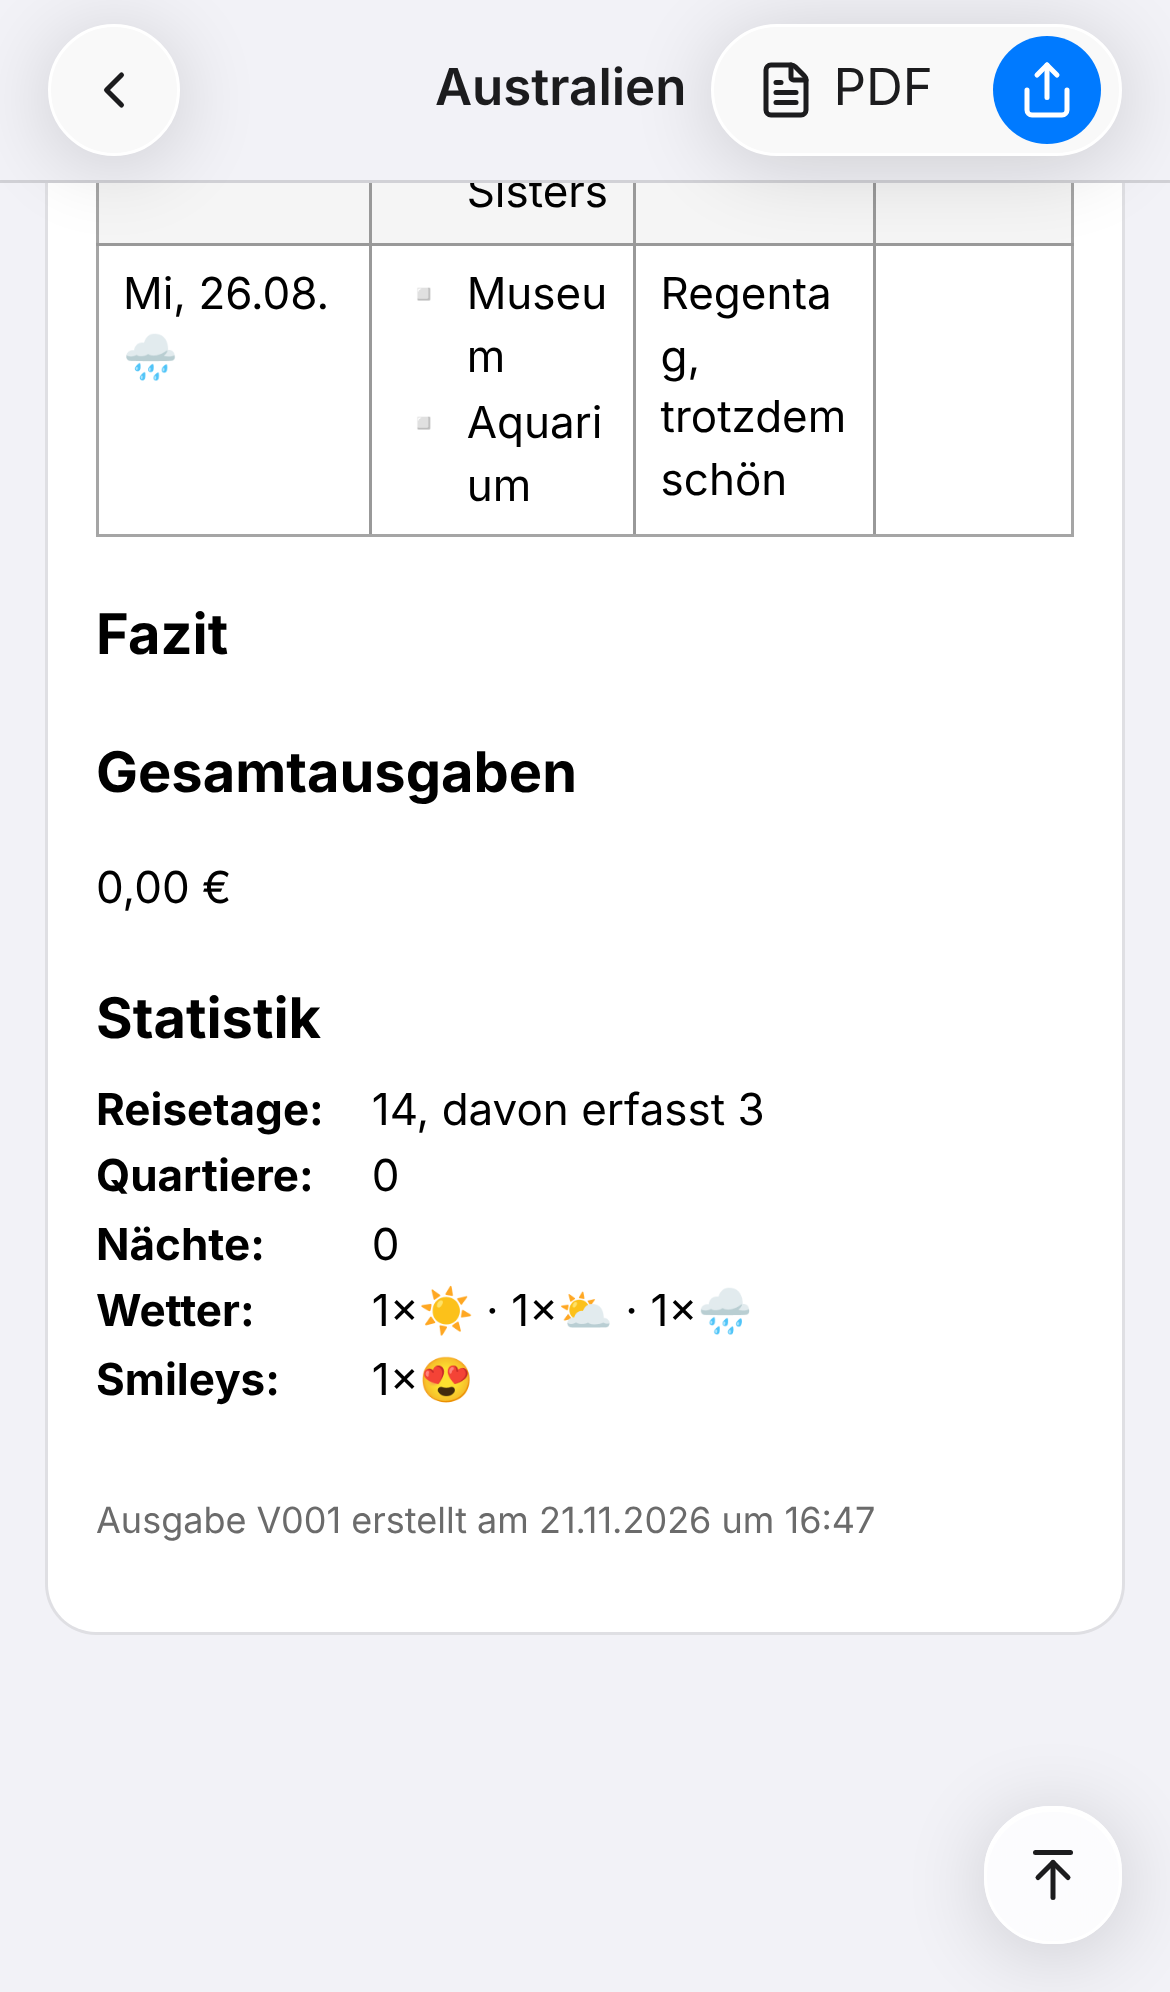 Australien
PDF
Sisters
Mi, 26.08.
🌧️
▫️ Museu
m
▫️ Aquari
um
Regenta
g,
trotzdem
schön
Fazit
Gesamtausgaben
0,00 €
Statistik
Reisetage: 14, davon erfasst 3
Quartiere: 0
Nächte: 0
Wetter: 1×☀️ · 1×⛅ · 1×🌧️
Smileys: 1×😍
Ausgabe V001 erstellt am 21.11.2026 um 16:47